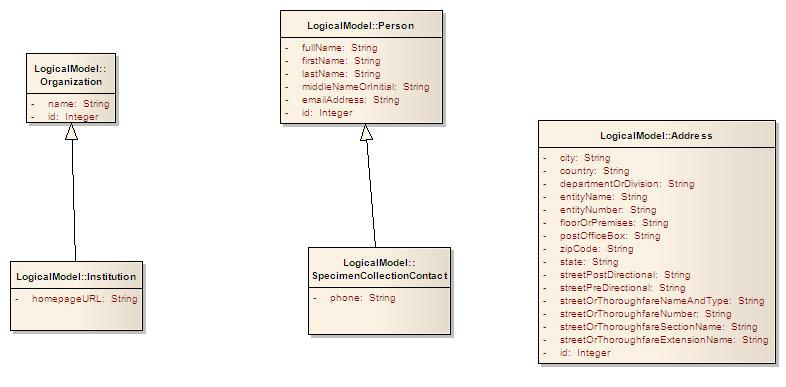 LogicalModel::
Organization
- name: String
- id: Integer
LogicalModel::Institution
- homepageURL: String
LogicalModel::Person
- fullName: String
- firstName: String
- lastName: String
- middleNameOrInitial: String
- emailAddress: String
- id: Integer
LogicalModel::
SpecimenCollectionContact
- phone: String
LogicalModel::Address
- city: String
- country: String
- departmentOrDivision: String
- entityName: String
- entityNumber: String
- floorOrPremises: String
- postOfficeBox: String
- zipCode: String
- state: String
- streetPostDirectional: String
- streetPreDirectional: String
- streetOrThoroughfareNameAndType: String
- streetOrThoroughfareNumber: String
- streetOrThoroughfareSectionName: String
- streetOrThoroughfareExtensionName: String
- id: Integer